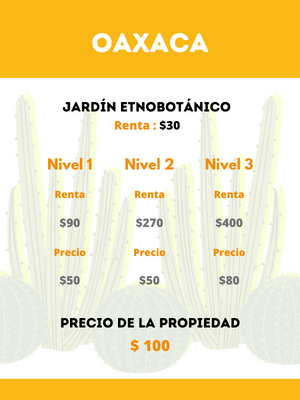 OAXACA
JARDÍN ETNOBOTÁNICO
Renta : $30
Nivel 1 Nivel 2 Nivel 3
Renta Renta Renta
$90 $270 $400
Precio Precio Precio
$50 $50 $80
PRECIO DE LA PROPIEDAD
$ 100